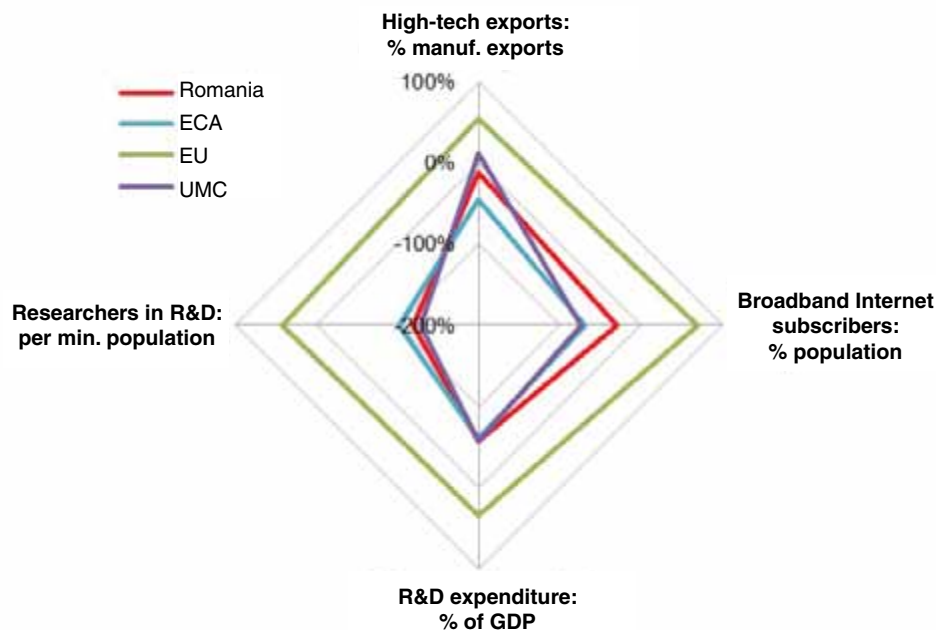 High-tech exports:
% manuf. exports
100%
Romania
ECA
EU
UMC
0%
-100%
-200%
Researchers in R&D:
per min. population
Broadband Internet
subscribers:
% population
R&D expenditure:
% of GDP